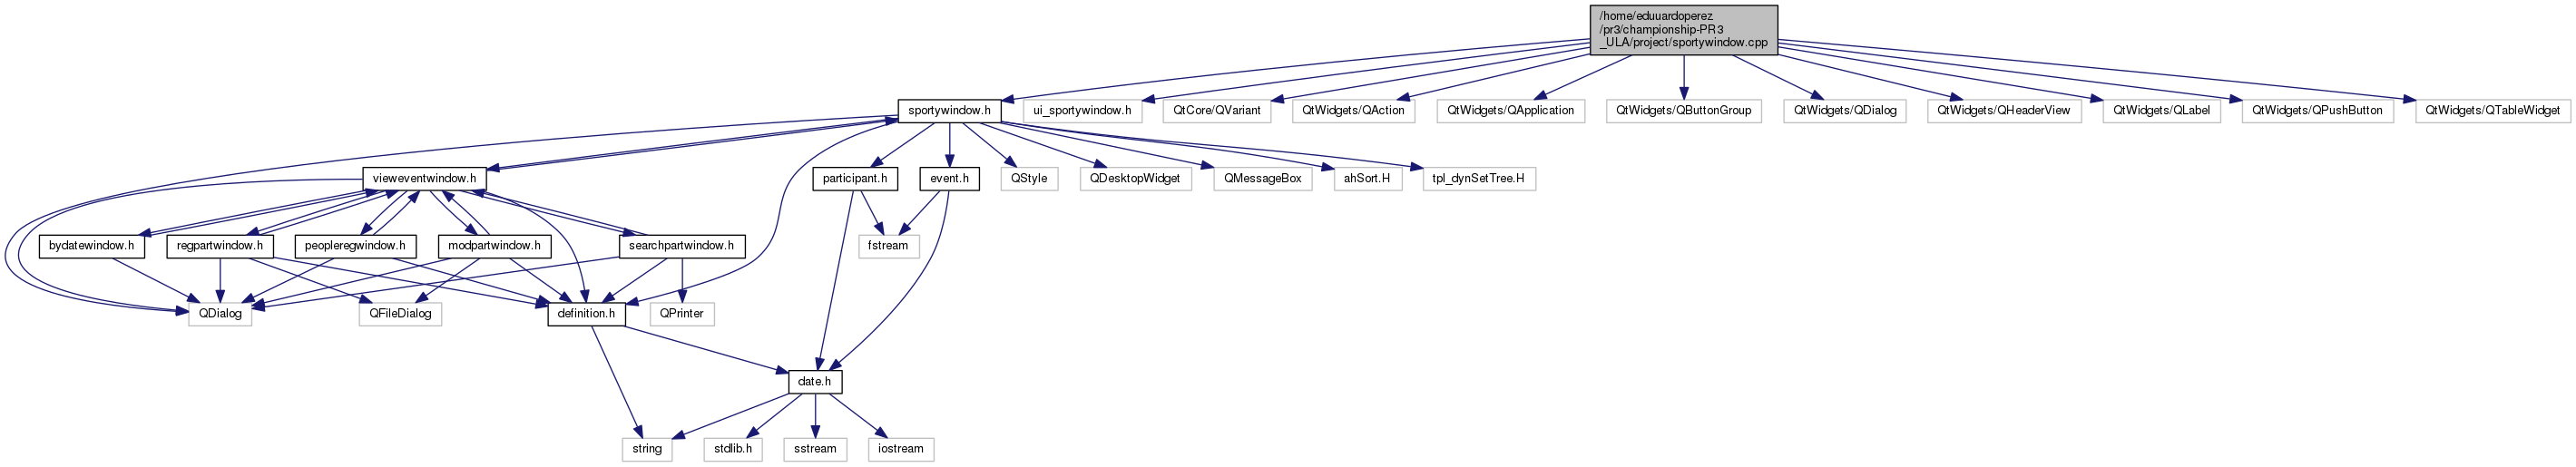 /home/eduuardoperez
/pr3/championship-PR3
_ULA/project/sportywindow.cpp
sportywindow.h
ui_sportywindow.h
QtCore/QVariant
QtWidgets/QAction
QtWidgets/QApplication
QtWidgets/QButtonGroup
QtWidgets/QDialog
QtWidgets/QHeaderView
QtWidgets/QLabel
QtWidgets/QPushButton
QtWidgets/QTableWidget
vieweventwindow.h
participant.h
event.h
QStyle
QDesktopWidget
QMessageBox
ahSort.H
tpl_dynSetTree.H
bydatewindow.h
regpartwindow.h
peopleregwindow.h
modpartwindow.h
searchpartwindow.h
fstream
QDialog
QFileDialog
definition.h
QPrinter
date.h
string
stdlib.h
sstream
iostream